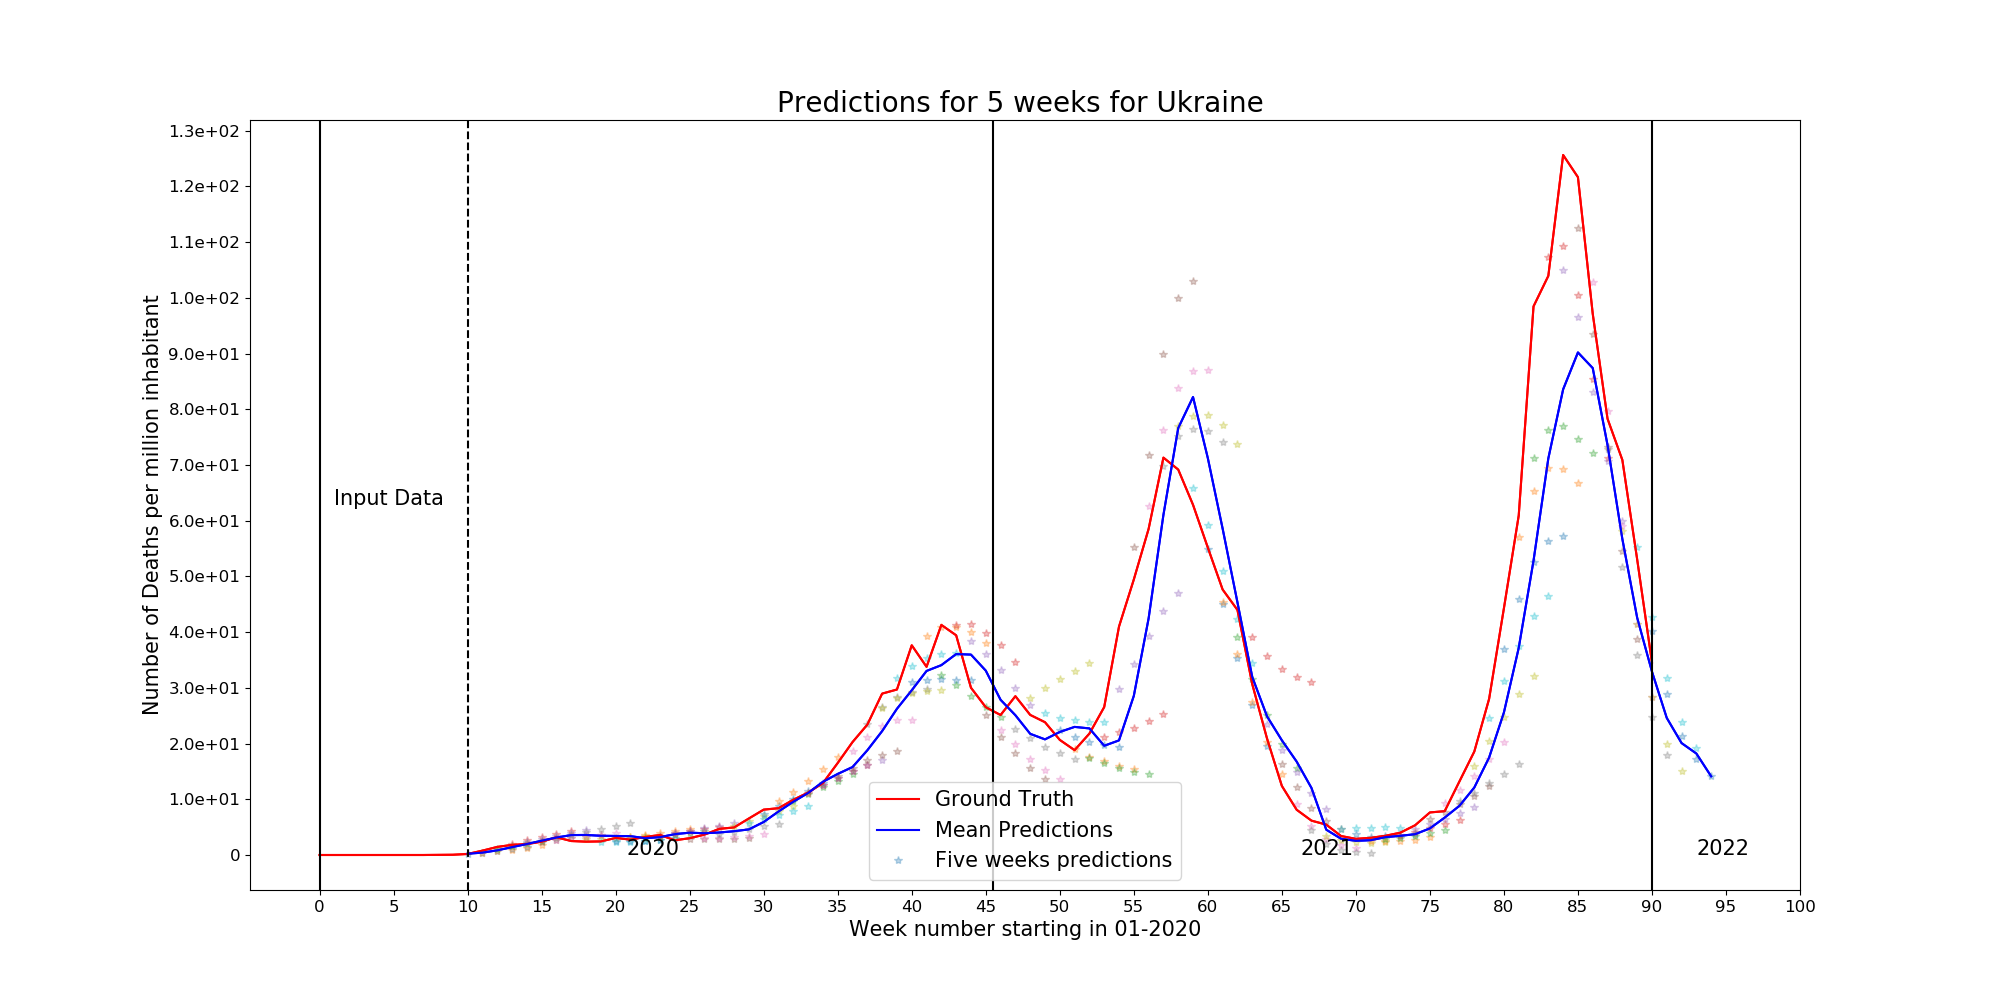 Predictions for 5 weeks for Ukraine
1.3e+02
1.2e+02
1.1e+02
1.0e+02
9.0e+01
8.0e+01
7.0e+01
6.0e+01
5.0e+01
4.0e+01
3.0e+01
2.0e+01
1.0e+01
0
Number of Deaths per million inhabitant
Input Data
Ground Truth
Mean Predictions
Five weeks predictions
2020
2021
2022
0 5 10 15 20 25 30 35 40 45 50 55 60 65 70 75 80 85 90 95 100
Week number starting in 01-2020